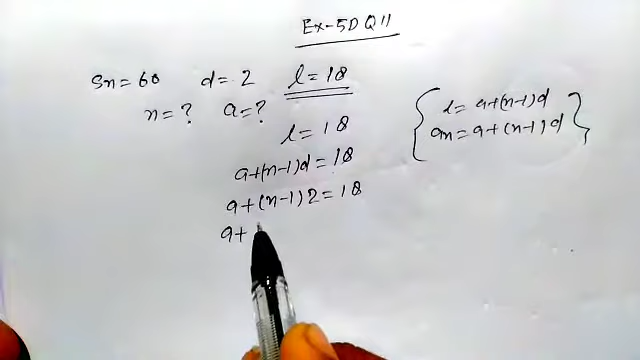 Ex-5D Q11
Sn=60 d=2 l=18
n=? a=?
l=18
a+(n-1)d=18
a+(n-1)2=18
a+
l=a+(n-1)d
an=a+(n-1)d